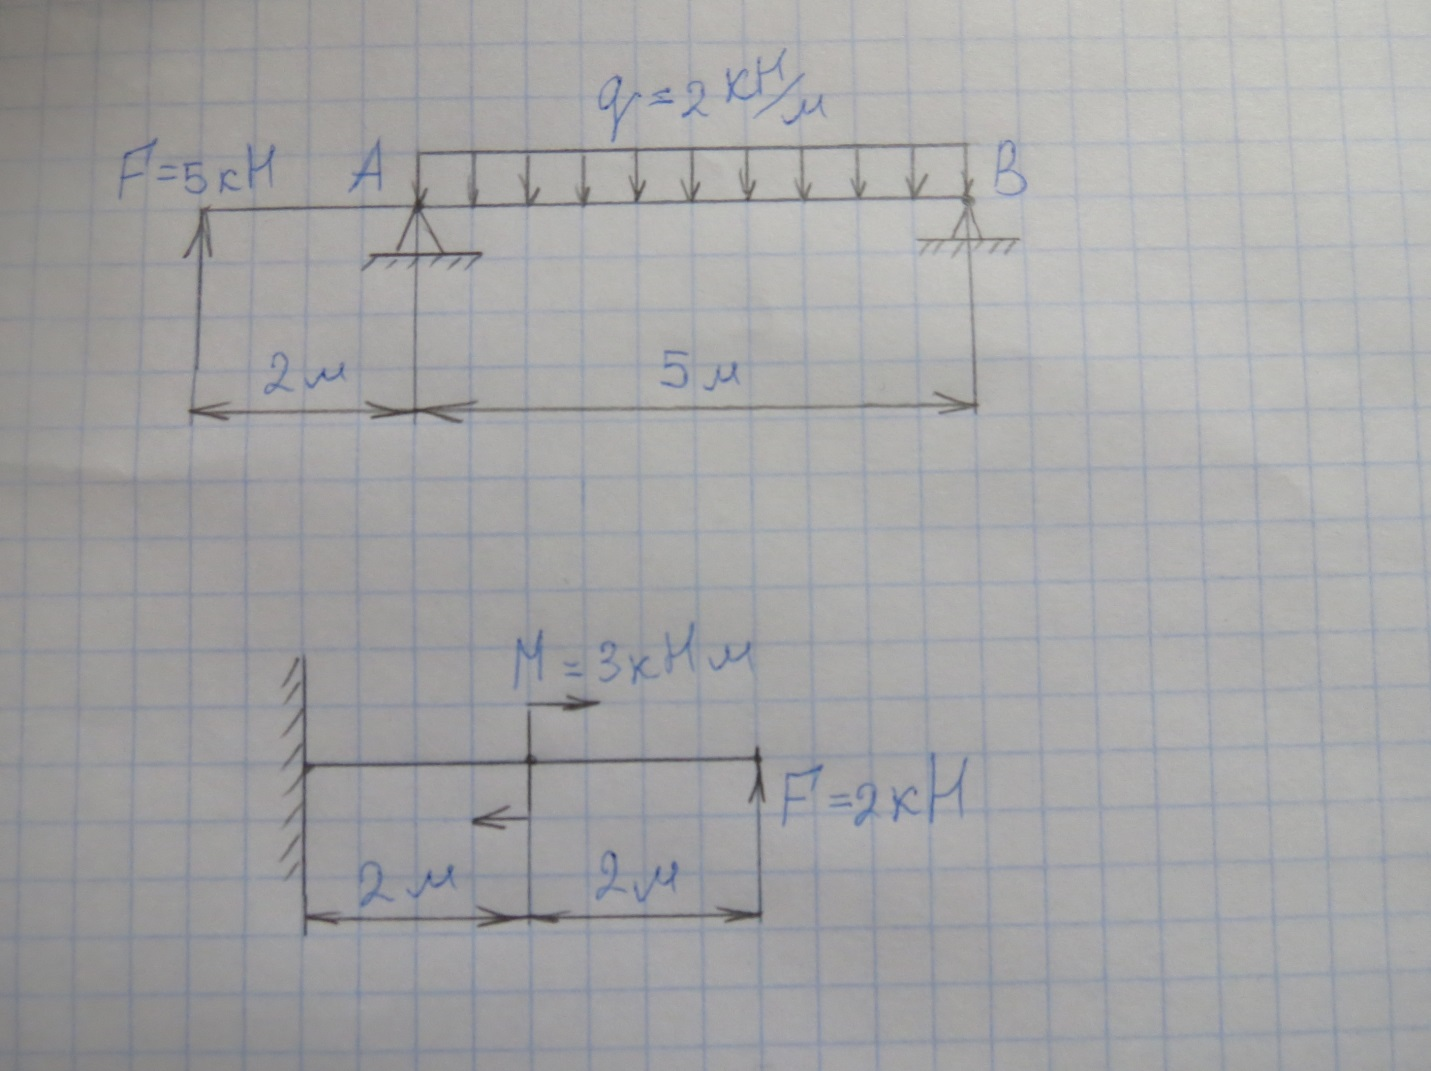 q=2 кН/м
F=5кН A B
2м 5м
M=3кНм
F=2кН
2м 2м